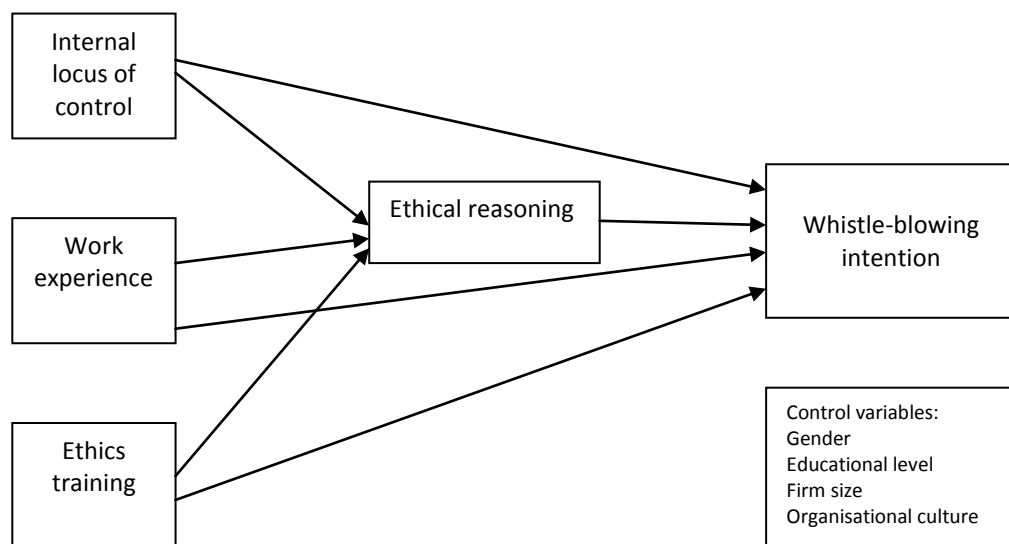 Internal
locus of
control
Work
experience
Ethics
training
Ethical reasoning
Whistle-blowing
intention
Control variables:
Gender
Educational level
Firm size
Organisational culture